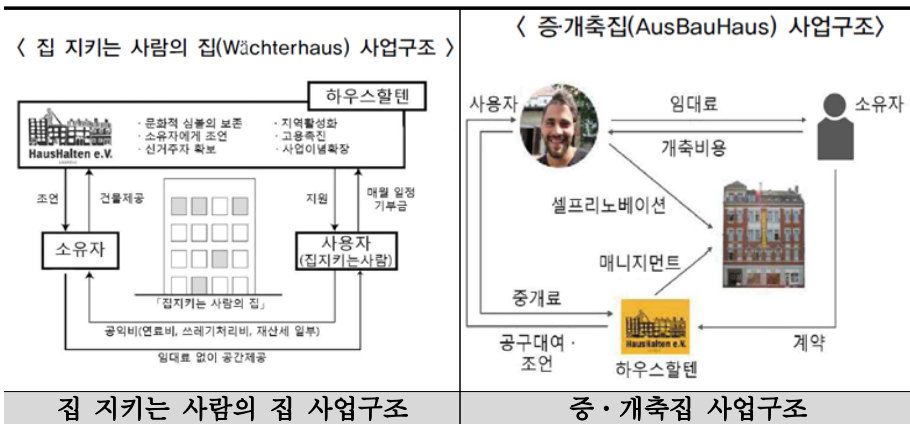 〈 집 지키는 사람의 집(Wächterhaus) 사업구조 〉
하우스할텐
HausHalten e.V.
· 문화적 심볼의 보존
· 소유자에게 조언
· 신거주자 확보
· 지역활성화
· 고용촉진
· 사업이념확장
조언
건물제공
지원
매월 일정
기부금
소유자
사용자
(집지키는사람)
「집지키는 사람의 집」
공익비(연료비, 쓰레기처리비, 재산세 일부)
임대료 없이 공간제공
집 지키는 사람의 집 사업구조
〈 증·개축집(AusBauHaus) 사업구조〉
사용자
임대료
소유자
개축비용
셀프리노베이션
매니지먼트
중개료
공구대여 ·
조언
HausHalten e.V.
하우스할텐
계약
증 · 개축집 사업구조